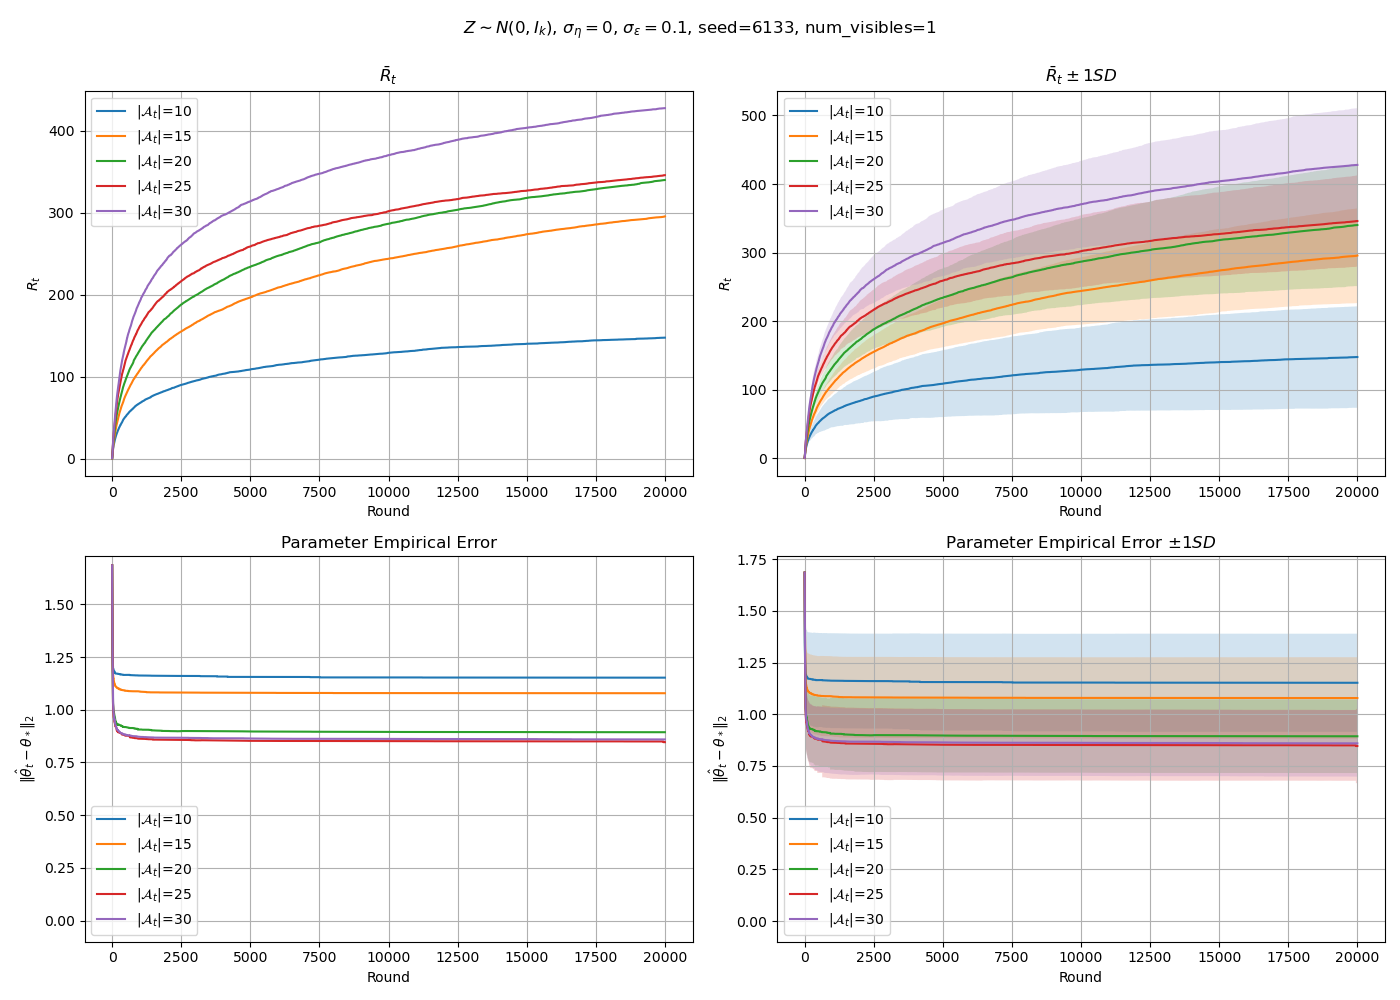 Z ∼ N(0, I_k), σ_η = 0, σ_ε = 0.1, seed=6133, num_visibles=1
R̄_t
R_t
400
300
200
100
0
|𝒜_t|=10
|𝒜_t|=15
|𝒜_t|=20
|𝒜_t|=25
|𝒜_t|=30
0 2500 5000 7500 10000 12500 15000 17500 20000
Round
R̄_t ± 1SD
R_t
500
400
300
200
100
0
|𝒜_t|=10
|𝒜_t|=15
|𝒜_t|=20
|𝒜_t|=25
|𝒜_t|=30
0 2500 5000 7500 10000 12500 15000 17500 20000
Round
Parameter Empirical Error
‖θ̂_t − θ_*‖_2
1.50
1.25
1.00
0.75
0.50
0.25
0.00
|𝒜_t|=10
|𝒜_t|=15
|𝒜_t|=20
|𝒜_t|=25
|𝒜_t|=30
0 2500 5000 7500 10000 12500 15000 17500 20000
Round
Parameter Empirical Error ±1SD
‖θ̂_t − θ_*‖_2
1.75
1.50
1.25
1.00
0.75
0.50
0.25
0.00
|𝒜_t|=10
|𝒜_t|=15
|𝒜_t|=20
|𝒜_t|=25
|𝒜_t|=30
0 2500 5000 7500 10000 12500 15000 17500 20000
Round